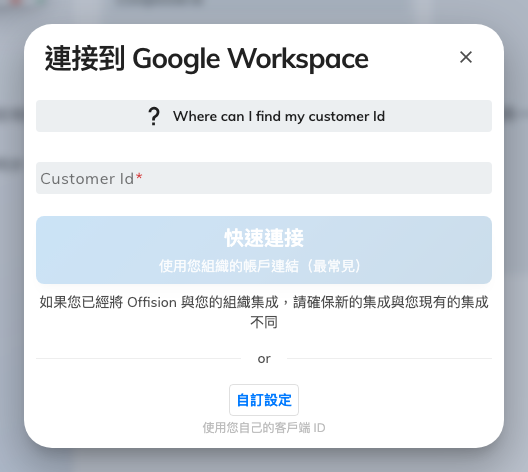 連接到 Google Workspace
? Where can I find my customer Id
Customer Id*
快速連接
使用您組織的帳戶連結（最常見）
如果您已經將 Offision 與您的組織集成，請確保新的集成與您現有的集成
不同
or
自訂設定
使用您自己的客戶端 ID